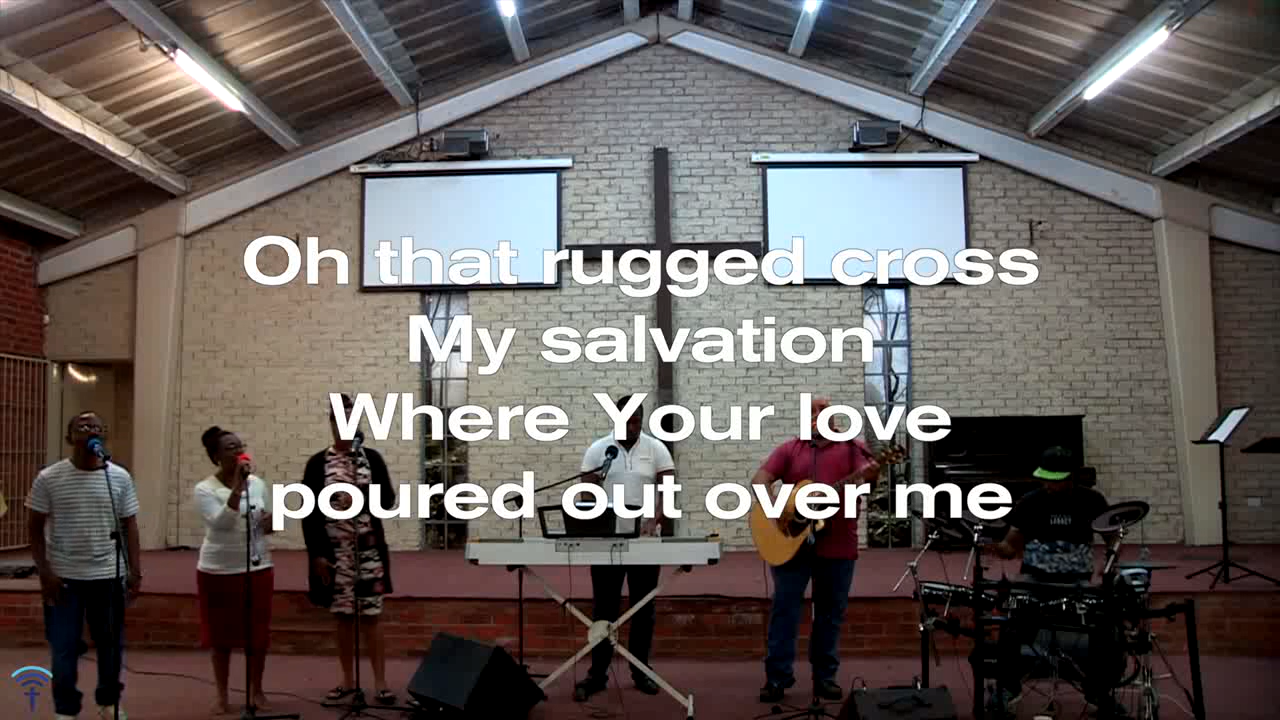 Oh that rugged cross
My salvation
Where Your love
poured out over me